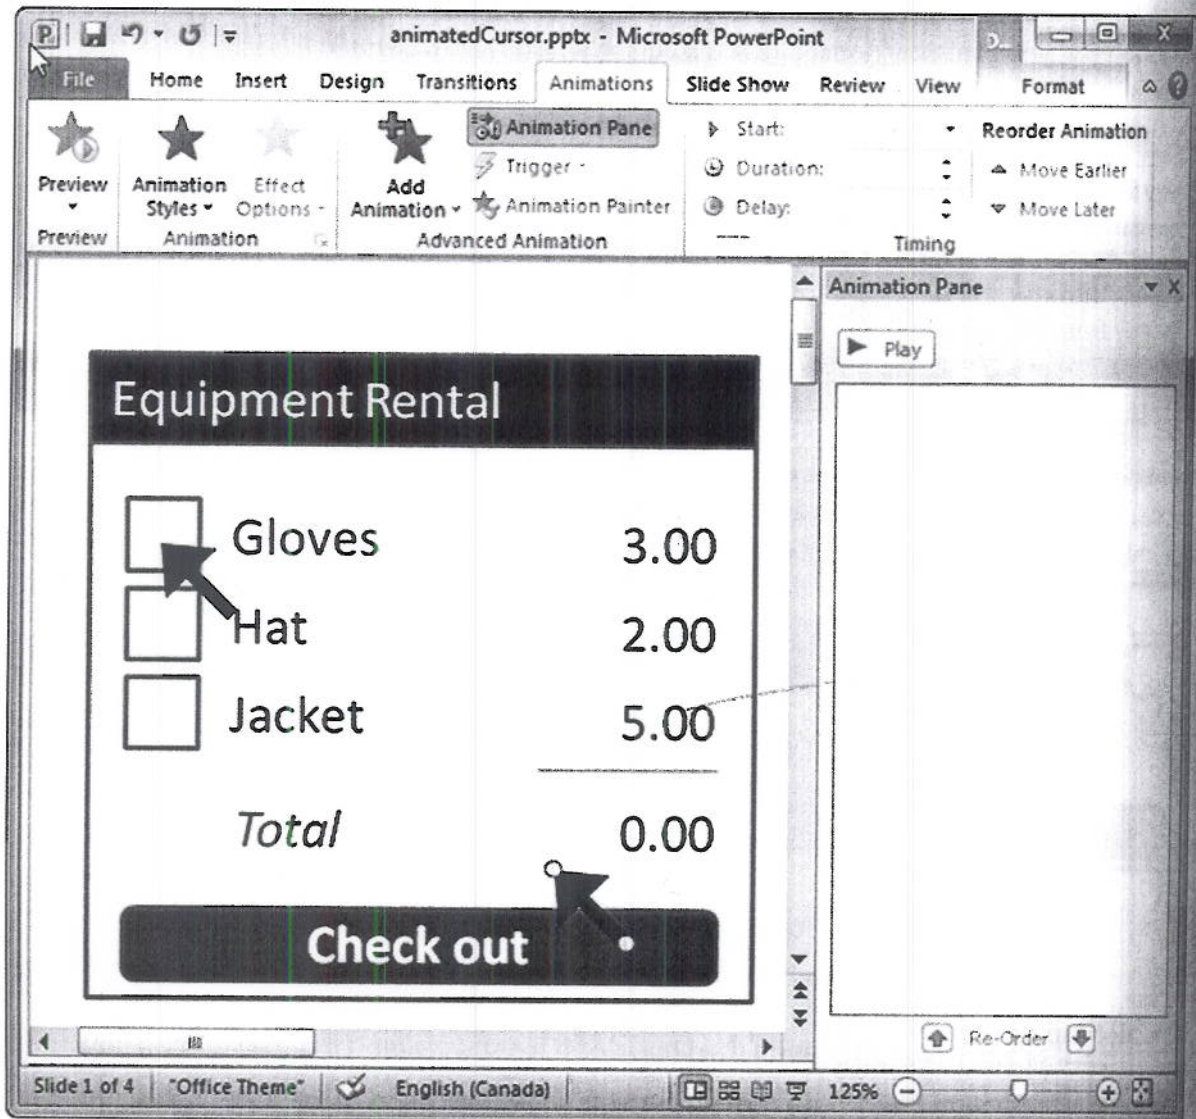 animatedCursor.pptx - Microsoft PowerPoint
File Home Insert Design Transitions Animations Slide Show Review View Format
Preview
Animation Styles
Effect Options
Add Animation
Animation Pane
Trigger
Animation Painter
Start:
Duration:
Delay:
Reorder Animation
Move Earlier
Move Later
Preview Animation Advanced Animation Timing
Animation Pane
Play
Equipment Rental
Gloves 3.00
Hat 2.00
Jacket 5.00
Total 0.00
Check out
Re-Order
Slide 1 of 4 "Office Theme" English (Canada) 125%